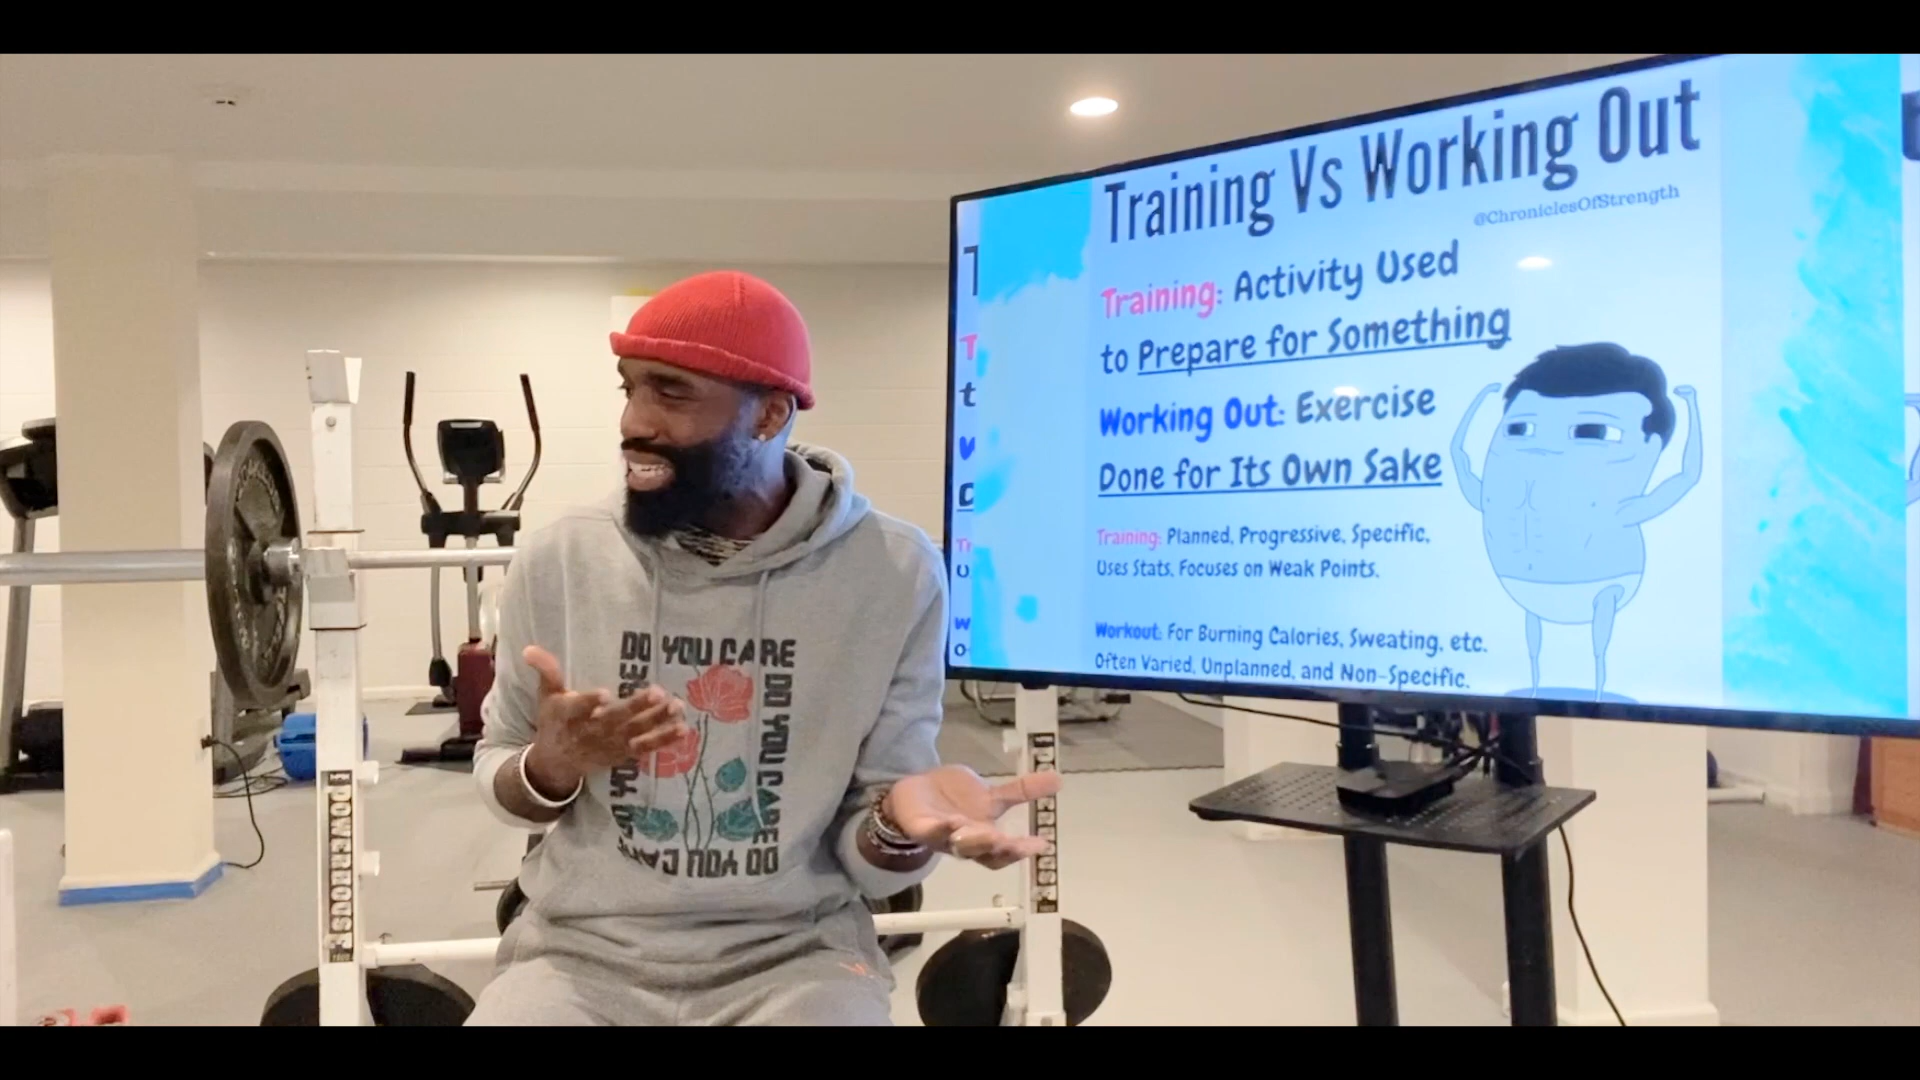 Training Vs Working Out
@ChroniclesOfStrength
Training: Activity Used
to Prepare for Something
Working Out: Exercise
Done for Its Own Sake
Training: Planned, Progressive, Specific,
Uses Stats, Focuses on Weak Points.
Workout: For Burning Calories, Sweating, etc.
Often Varied, Unplanned, and Non-Specific.
DO YOU CARE
DO YOU CARE
DO YOU CA
POWERHOUSE